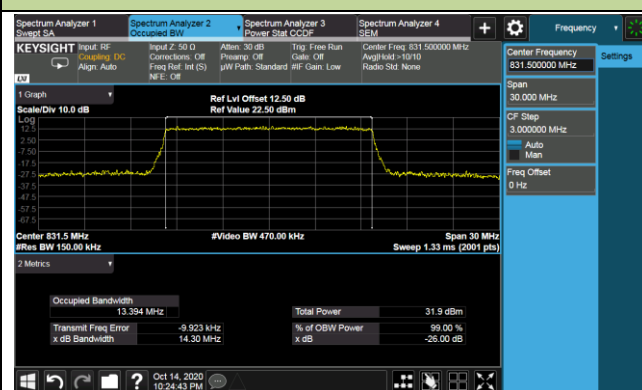 Spectrum Analyzer 1
Swept SA
Spectrum Analyzer 2
Occupied BW
Spectrum Analyzer 3
Power Stat CCDF
Spectrum Analyzer 4
SEM
+
Frequency
KEYSIGHT
Input: RF
Coupling: DC
Align: Auto
Input Z: 50 Ω
Corrections: Off
Freq Ref: Int (S)
NFE: Off
Atten: 30 dB
Preamp: Off
µW Path: Standard
Trig: Free Run
Gate: Off
#IF Gain: Low
Center Freq: 831.500000 MHz
Avg|Hold:>10/10
Radio Std: None
LXI
Center Frequency
831.500000 MHz
Settings
Span
30.000 MHz
CF Step
3.000000 MHz
Auto
Man
Freq Offset
0 Hz
1 Graph
Scale/Div 10.0 dB
Ref Lvl Offset 12.50 dB
Ref Value 22.50 dBm
Log
12.5
2.50
-7.50
-17.5
-27.5
-37.5
-47.5
-57.5
-67.5
Center 831.5 MHz
#Res BW 150.00 kHz
#Video BW 470.00 kHz
Span 30 MHz
Sweep 1.33 ms (2001 pts)
2 Metrics
Occupied Bandwidth
13.394 MHz
Total Power 31.9 dBm
Transmit Freq Error -9.923 kHz
% of OBW Power 99.00 %
x dB Bandwidth 14.30 MHz
x dB -26.00 dB
?
Oct 14, 2020
10:24:43 PM